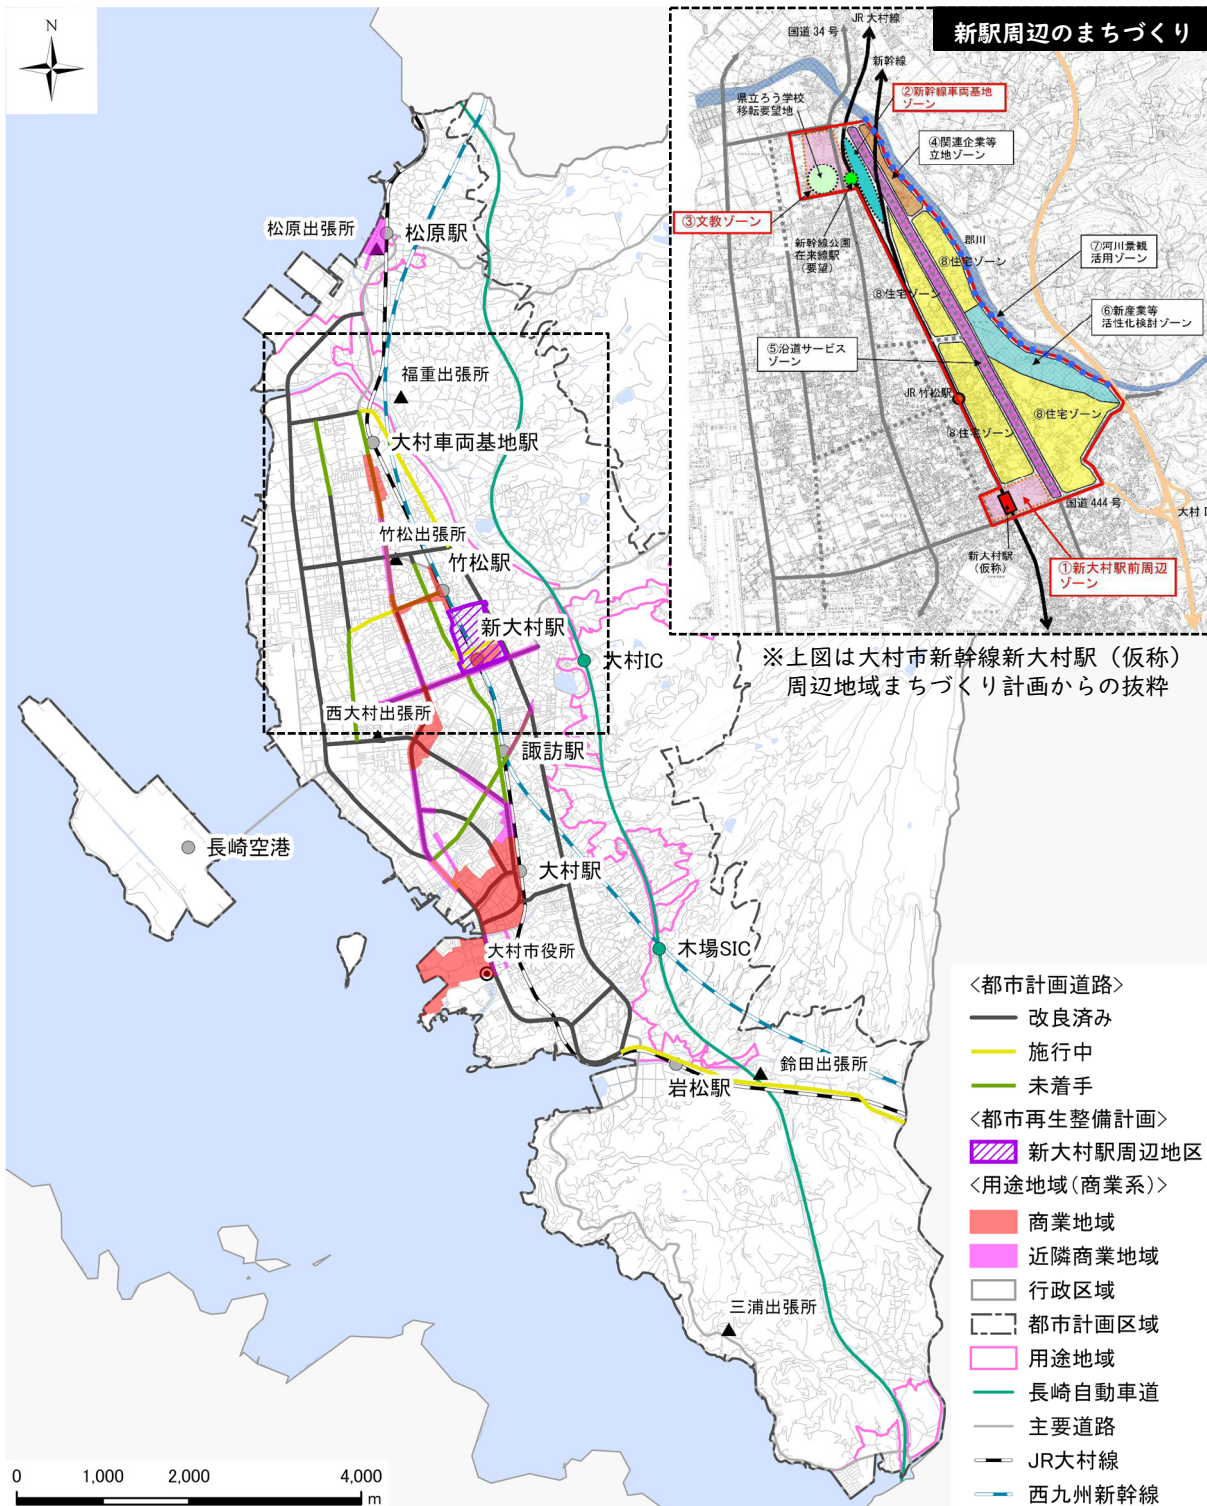 N
新駅周辺のまちづくり
JR 大村線
国道 34 号
新幹線
②新幹線車両基地
ゾーン
県立ろう学校
移転要望地
④関連企業等
立地ゾーン
③文教ゾーン
新幹線公園
在来線駅
(要望)
郡川
⑧住宅ゾーン
⑦河川景観
活用ゾーン
⑧住宅ゾーン
⑥新産業等
活性化検討ゾーン
⑤沿道サービス
ゾーン
JR 竹松駅
⑧住宅ゾーン
⑧住宅ゾーン
国道 444 号
大村 I
新大村駅
(仮称)
①新大村駅前周辺
ゾーン
※上図は大村市新幹線新大村駅（仮称）
周辺地域まちづくり計画からの抜粋
松原出張所
松原駅
福重出張所
大村車両基地駅
竹松出張所
竹松駅
新大村駅
大村IC
西大村出張所
諏訪駅
長崎空港
大村駅
大村市役所
木場SIC
鈴田出張所
岩松駅
三浦出張所
<都市計画道路>
改良済み
施行中
未着手
<都市再生整備計画>
新大村駅周辺地区
<用途地域(商業系)>
商業地域
近隣商業地域
行政区域
都市計画区域
用途地域
長崎自動車道
主要道路
JR大村線
西九州新幹線
0 1,000 2,000 4,000
m